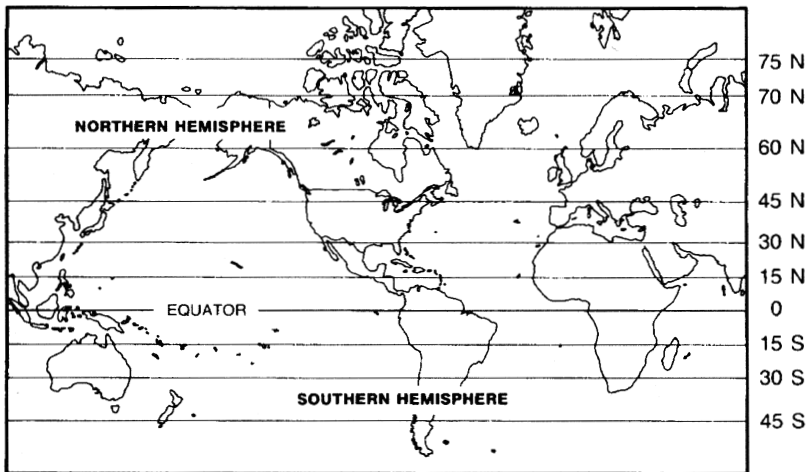 75 N
70 N
NORTHERN HEMISPHERE
60 N
45 N
30 N
15 N
EQUATOR
0
15 S
30 S
SOUTHERN HEMISPHERE
45 S